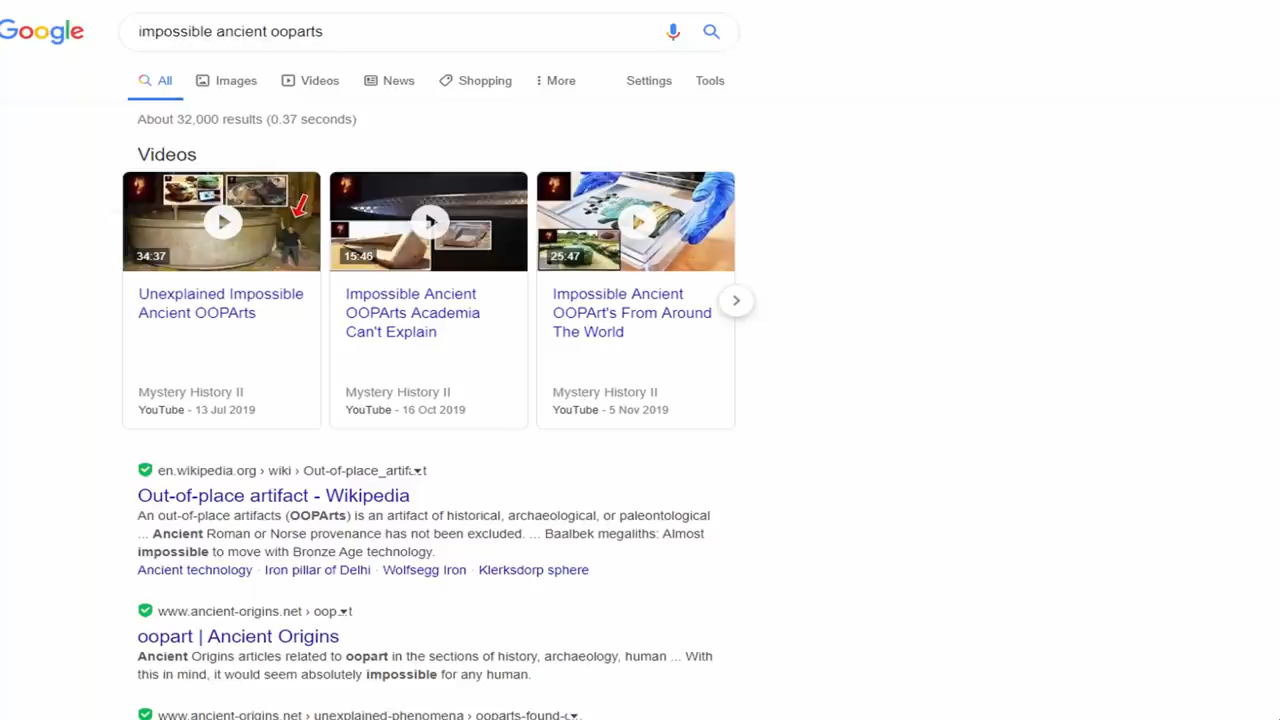 Google
impossible ancient ooparts
All Images Videos News Shopping More Settings Tools
About 32,000 results (0.37 seconds)
Videos
34:37 15:46 25:47
Unexplained Impossible Ancient OOPArts
Mystery History II
YouTube - 13 Jul 2019
Impossible Ancient OOPArts Academia Can't Explain
Mystery History II
YouTube - 16 Oct 2019
Impossible Ancient OOPArt's From Around The World
Mystery History II
YouTube - 5 Nov 2019
en.wikipedia.org › wiki › Out-of-place_artifact
Out-of-place artifact - Wikipedia
An out-of-place artifacts (OOPArts) is an artifact of historical, archaeological, or paleontological
... Ancient Roman or Norse provenance has not been excluded. ... Baalbek megaliths: Almost
impossible to move with Bronze Age technology.
Ancient technology · Iron pillar of Delhi · Wolfsegg Iron · Klerksdorp sphere
www.ancient-origins.net › oopart
oopart | Ancient Origins
Ancient Origins articles related to oopart in the sections of history, archaeology, human ... With
this in mind, it would seem absolutely impossible for any human.
www.ancient-origins.net › unexplained-phenomena › ooparts-found-